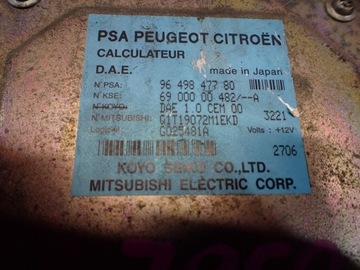 PSA PEUGEOT CITROËN
CALCULATEUR
D.A.E. made in Japan
N°PSA: 96 498 477 80
N°KSE: 69 000 00 482/--A
N°KOYO: DAE 1 0 CEM 00
N°MITSUBISHI: G1T19072M1EKD 3221
Logiciel: G025481A Volts : +12V
KOYO SEIKO CO.,LTD. 2706
MITSUBISHI ELECTRIC CORP.